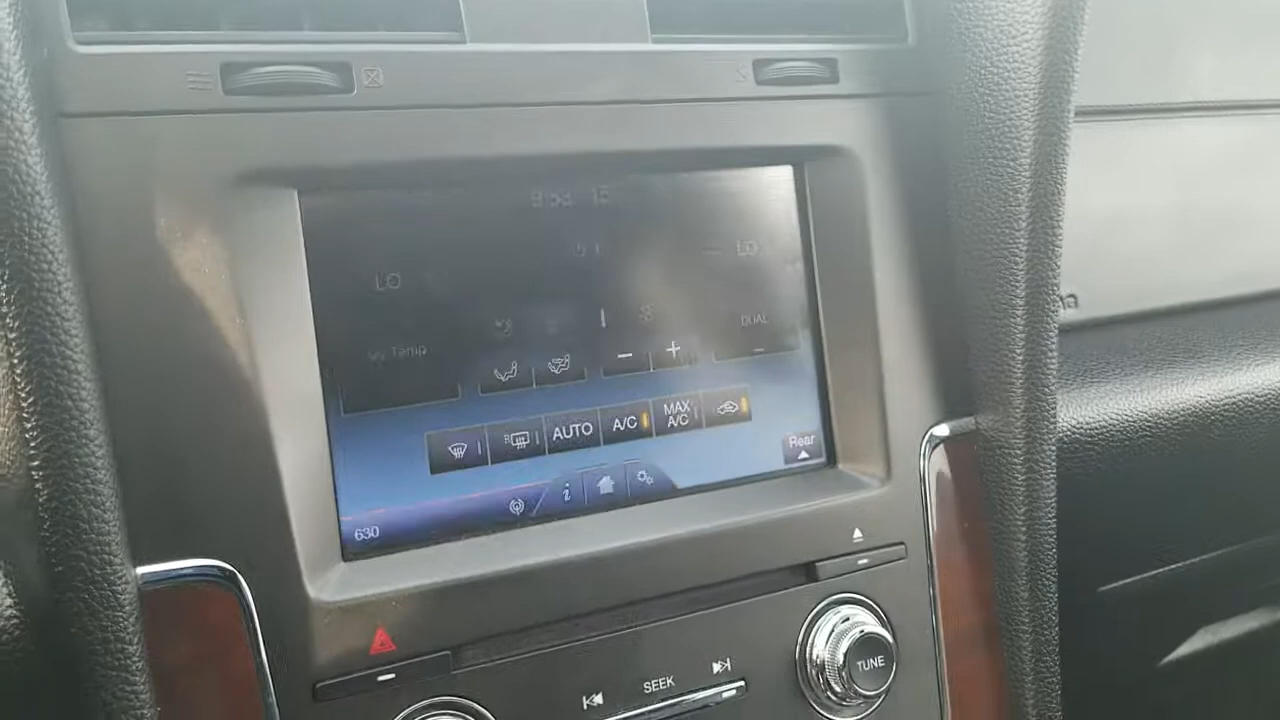 LO
LO
Temp
DUAL
− +
R
AUTO
A/C
MAX
A/C
Rear
i
630
SEEK
TUNE